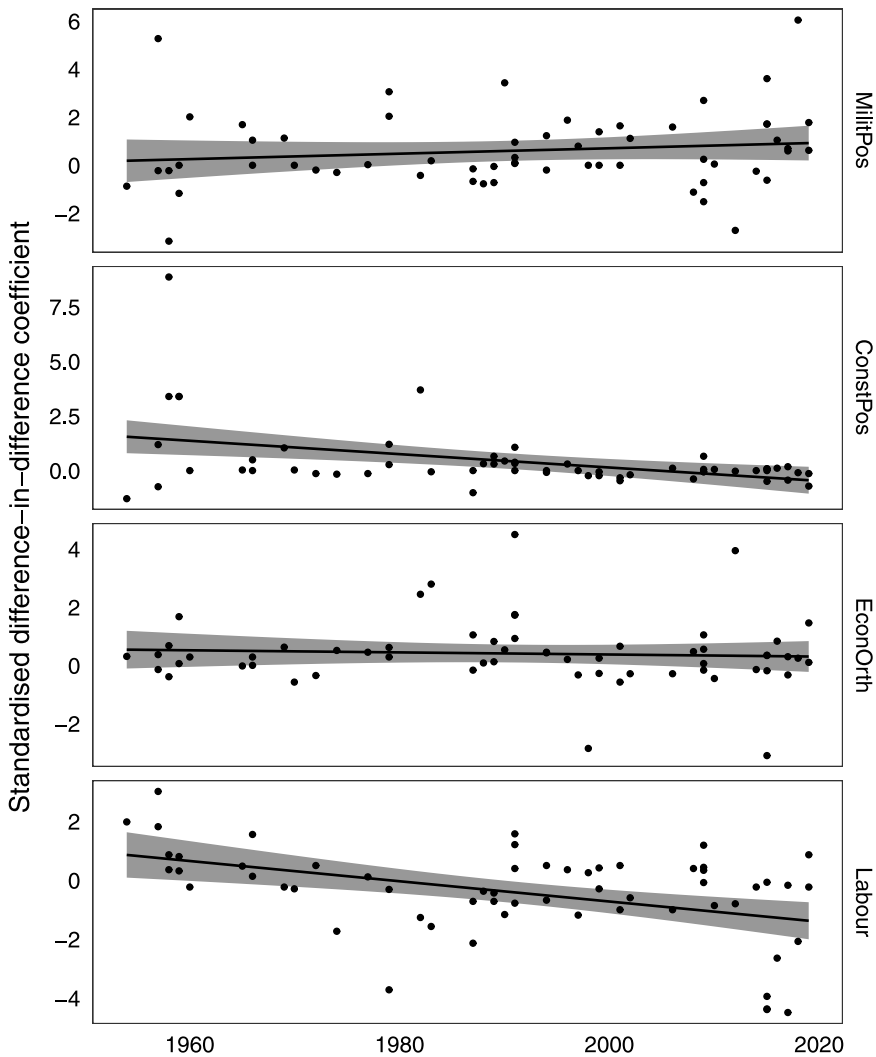 Standardised difference−in−difference coefficient
6
4
2
0
−2
MilitPos
7.5
5.0
2.5
0.0
ConstPos
4
2
0
−2
EconOrth
2
0
−2
−4
Labour
1960 1980 2000 2020